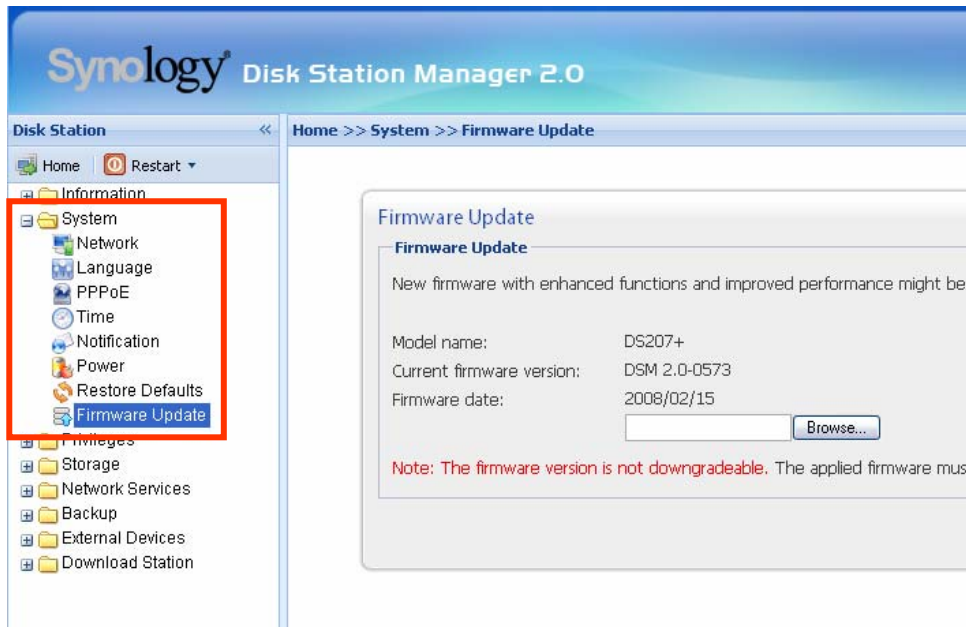 Synology Disk Station Manager 2.0
Disk Station «
Home >> System >> Firmware Update
Home Restart
Information
System
Network
Language
PPPoE
Time
Notification
Power
Restore Defaults
Firmware Update
Privileges
Storage
Network Services
Backup
External Devices
Download Station
Firmware Update
Firmware Update
New firmware with enhanced functions and improved performance might be
Model name: DS207+
Current firmware version: DSM 2.0-0573
Firmware date: 2008/02/15
Browse...
Note: The firmware version is not downgradeable. The applied firmware mus